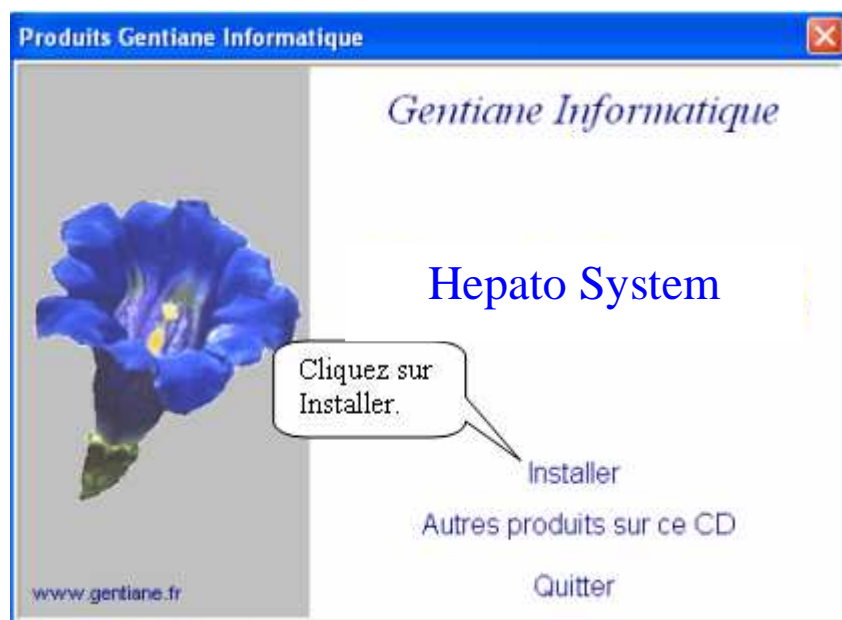 Produits Gentiane Informatique
Gentiane Informatique
Hepato System
Cliquez sur
Installer.
Installer
Autres produits sur ce CD
Quitter
www.gentiane.fr